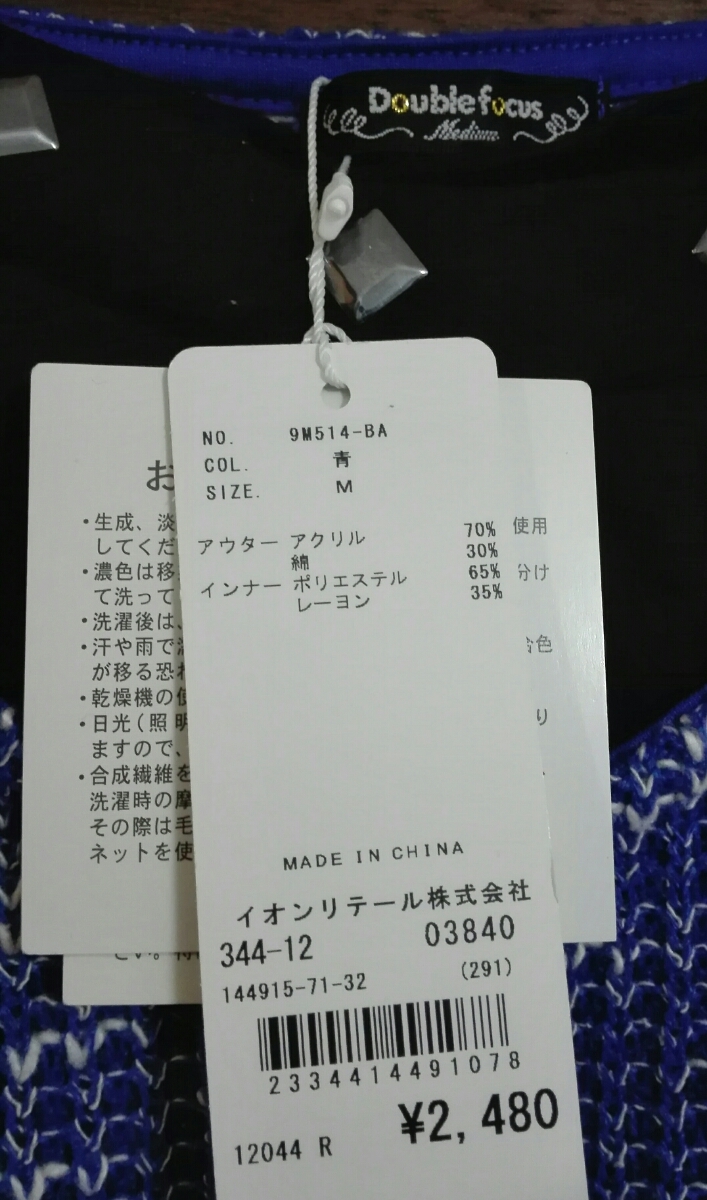 Doublefocus
Medium
NO. 9M514-BA
COL. 青
SIZE. M
アウター アクリル 70%
綿 30%
インナー ポリエステル 65%
レーヨン 35%
MADE IN CHINA
イオンリテール株式会社
344-12 03840
144915-71-32 (291)
2334414491078
¥2,480
12044 R
お
・生成、淡
してくだ
・濃色は移
て洗って
・洗濯後は、
・汗や雨で
が移る恐
・乾燥機の
・日光(照明
ますので、
・合成繊維を
洗濯時の摩
その際は毛
ネットを使
使用
分け
色
り